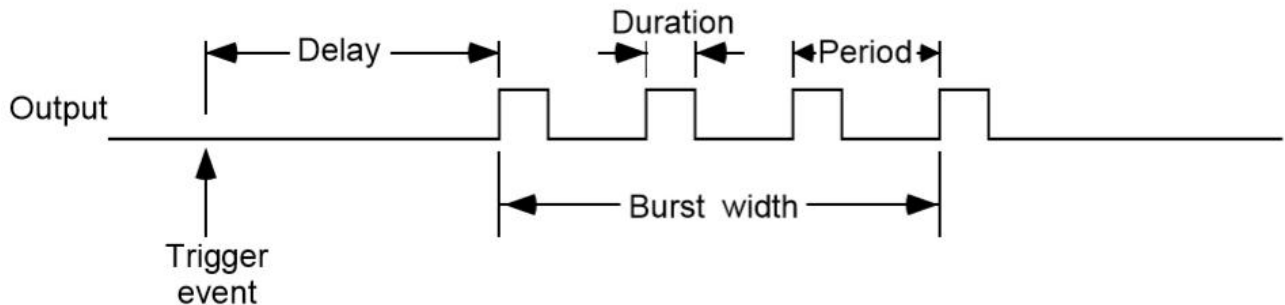 Duration
Delay
Period
Output
Burst width
Trigger
event